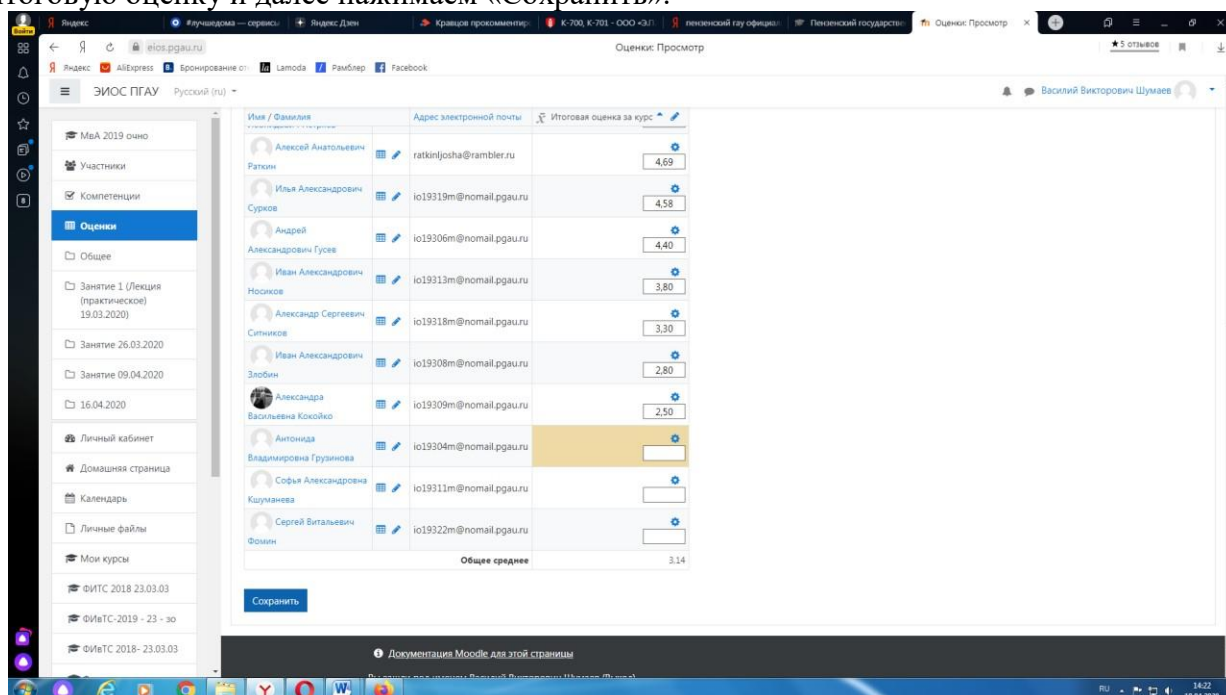 итоговую оценку и далее нажимаем «Сохранить».
Войти
Яндекс
#лучшедома — сервисы
Яндекс Дзен
Кравцов прокомментир
К-700, К-701 - ООО «З.П
пензенский гау официал
Пензенский государстве
Оценки: Просмотр
eios.pgau.ru
Оценки: Просмотр
★5 отзывов
Яндекс
AliExpress
Бронирование от
Lamoda
Рамблер
Facebook
ЭИОС ПГАУ
Русский (ru)
Василий Викторович Шумаев
МвА 2019 очно
Участники
Компетенции
Оценки
Общее
Занятие 1 (Лекция
(практическое)
19.03.2020)
Занятие 26.03.2020
Занятие 09.04.2020
16.04.2020
Личный кабинет
Домашняя страница
Календарь
Личные файлы
Мои курсы
ФИТС 2018 23.03.03
ФИвТС-2019 - 23 - зо
ФИвТС 2018- 23.03.03
Имя / Фамилия
Адрес электронной почты
x̄ Итоговая оценка за курс
Алексей Анатольевич
Раткин
ratkinljosha@rambler.ru
4,69
Илья Александрович
Сурков
io19319m@nomail.pgau.ru
4,58
Андрей
Александрович Гусев
io19306m@nomail.pgau.ru
4,40
Иван Александрович
Носиков
io19313m@nomail.pgau.ru
3,80
Александр Сергеевич
Ситников
io19318m@nomail.pgau.ru
3,30
Иван Александрович
Злобин
io19308m@nomail.pgau.ru
2,80
Александра
Васильевна Кокойко
io19309m@nomail.pgau.ru
2,50
Антонида
Владимировна Грузинова
io19304m@nomail.pgau.ru
Софья Александровна
Кшуманева
io19311m@nomail.pgau.ru
Сергей Витальевич
Фомин
io19322m@nomail.pgau.ru
Общее среднее
3.14
Сохранить
Документация Moodle для этой страницы
RU
14:22